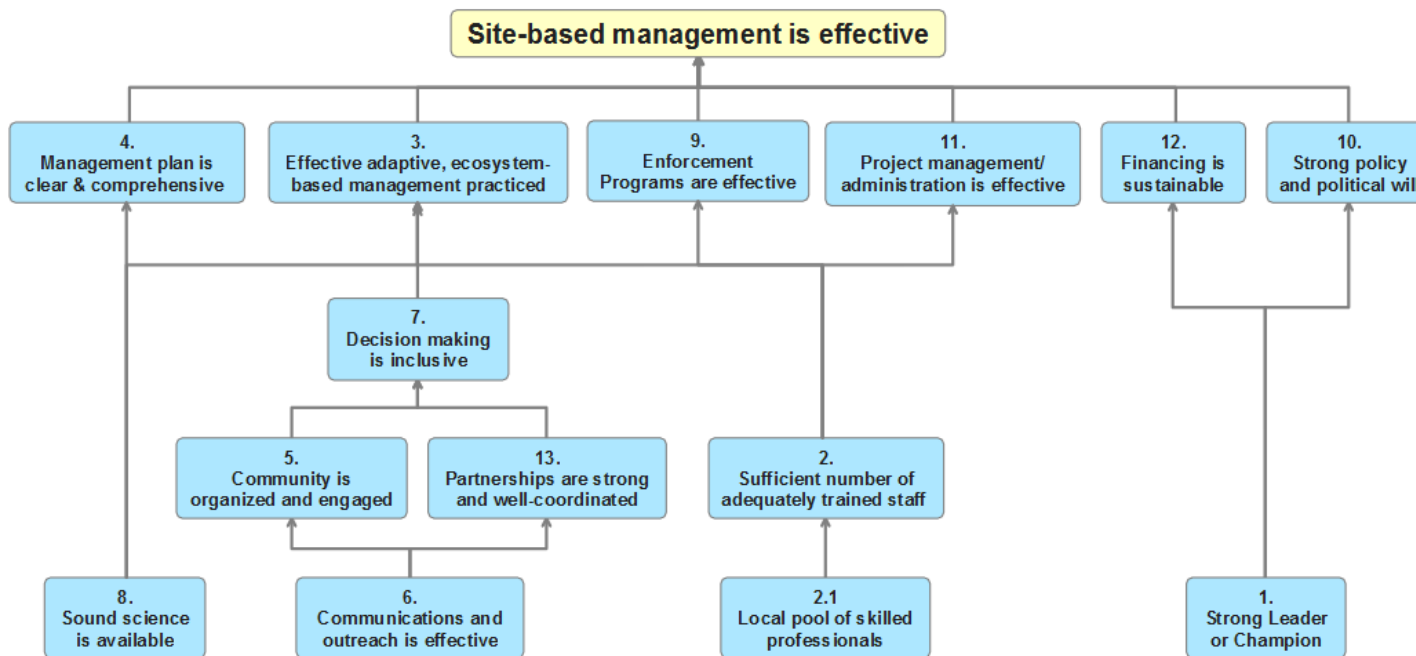 Site-based management is effective
4.
Management plan is
clear & comprehensive
3.
Effective adaptive, ecosystem-
based management practiced
9.
Enforcement
Programs are effective
11.
Project management/
administration is effective
12.
Financing is
sustainable
10.
Strong policy
and political wil
7.
Decision making
is inclusive
5.
Community is
organized and engaged
13.
Partnerships are strong
and well-coordinated
2.
Sufficient number of
adequately trained staff
8.
Sound science
is available
6.
Communications and
outreach is effective
2.1
Local pool of skilled
professionals
1.
Strong Leader
or Champion